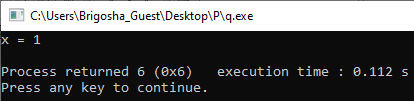 C:\Users\Brigosha_Guest\Desktop\P\q.exe
x = 1
Process returned 6 (0x6)   execution time : 0.112 s
Press any key to continue.